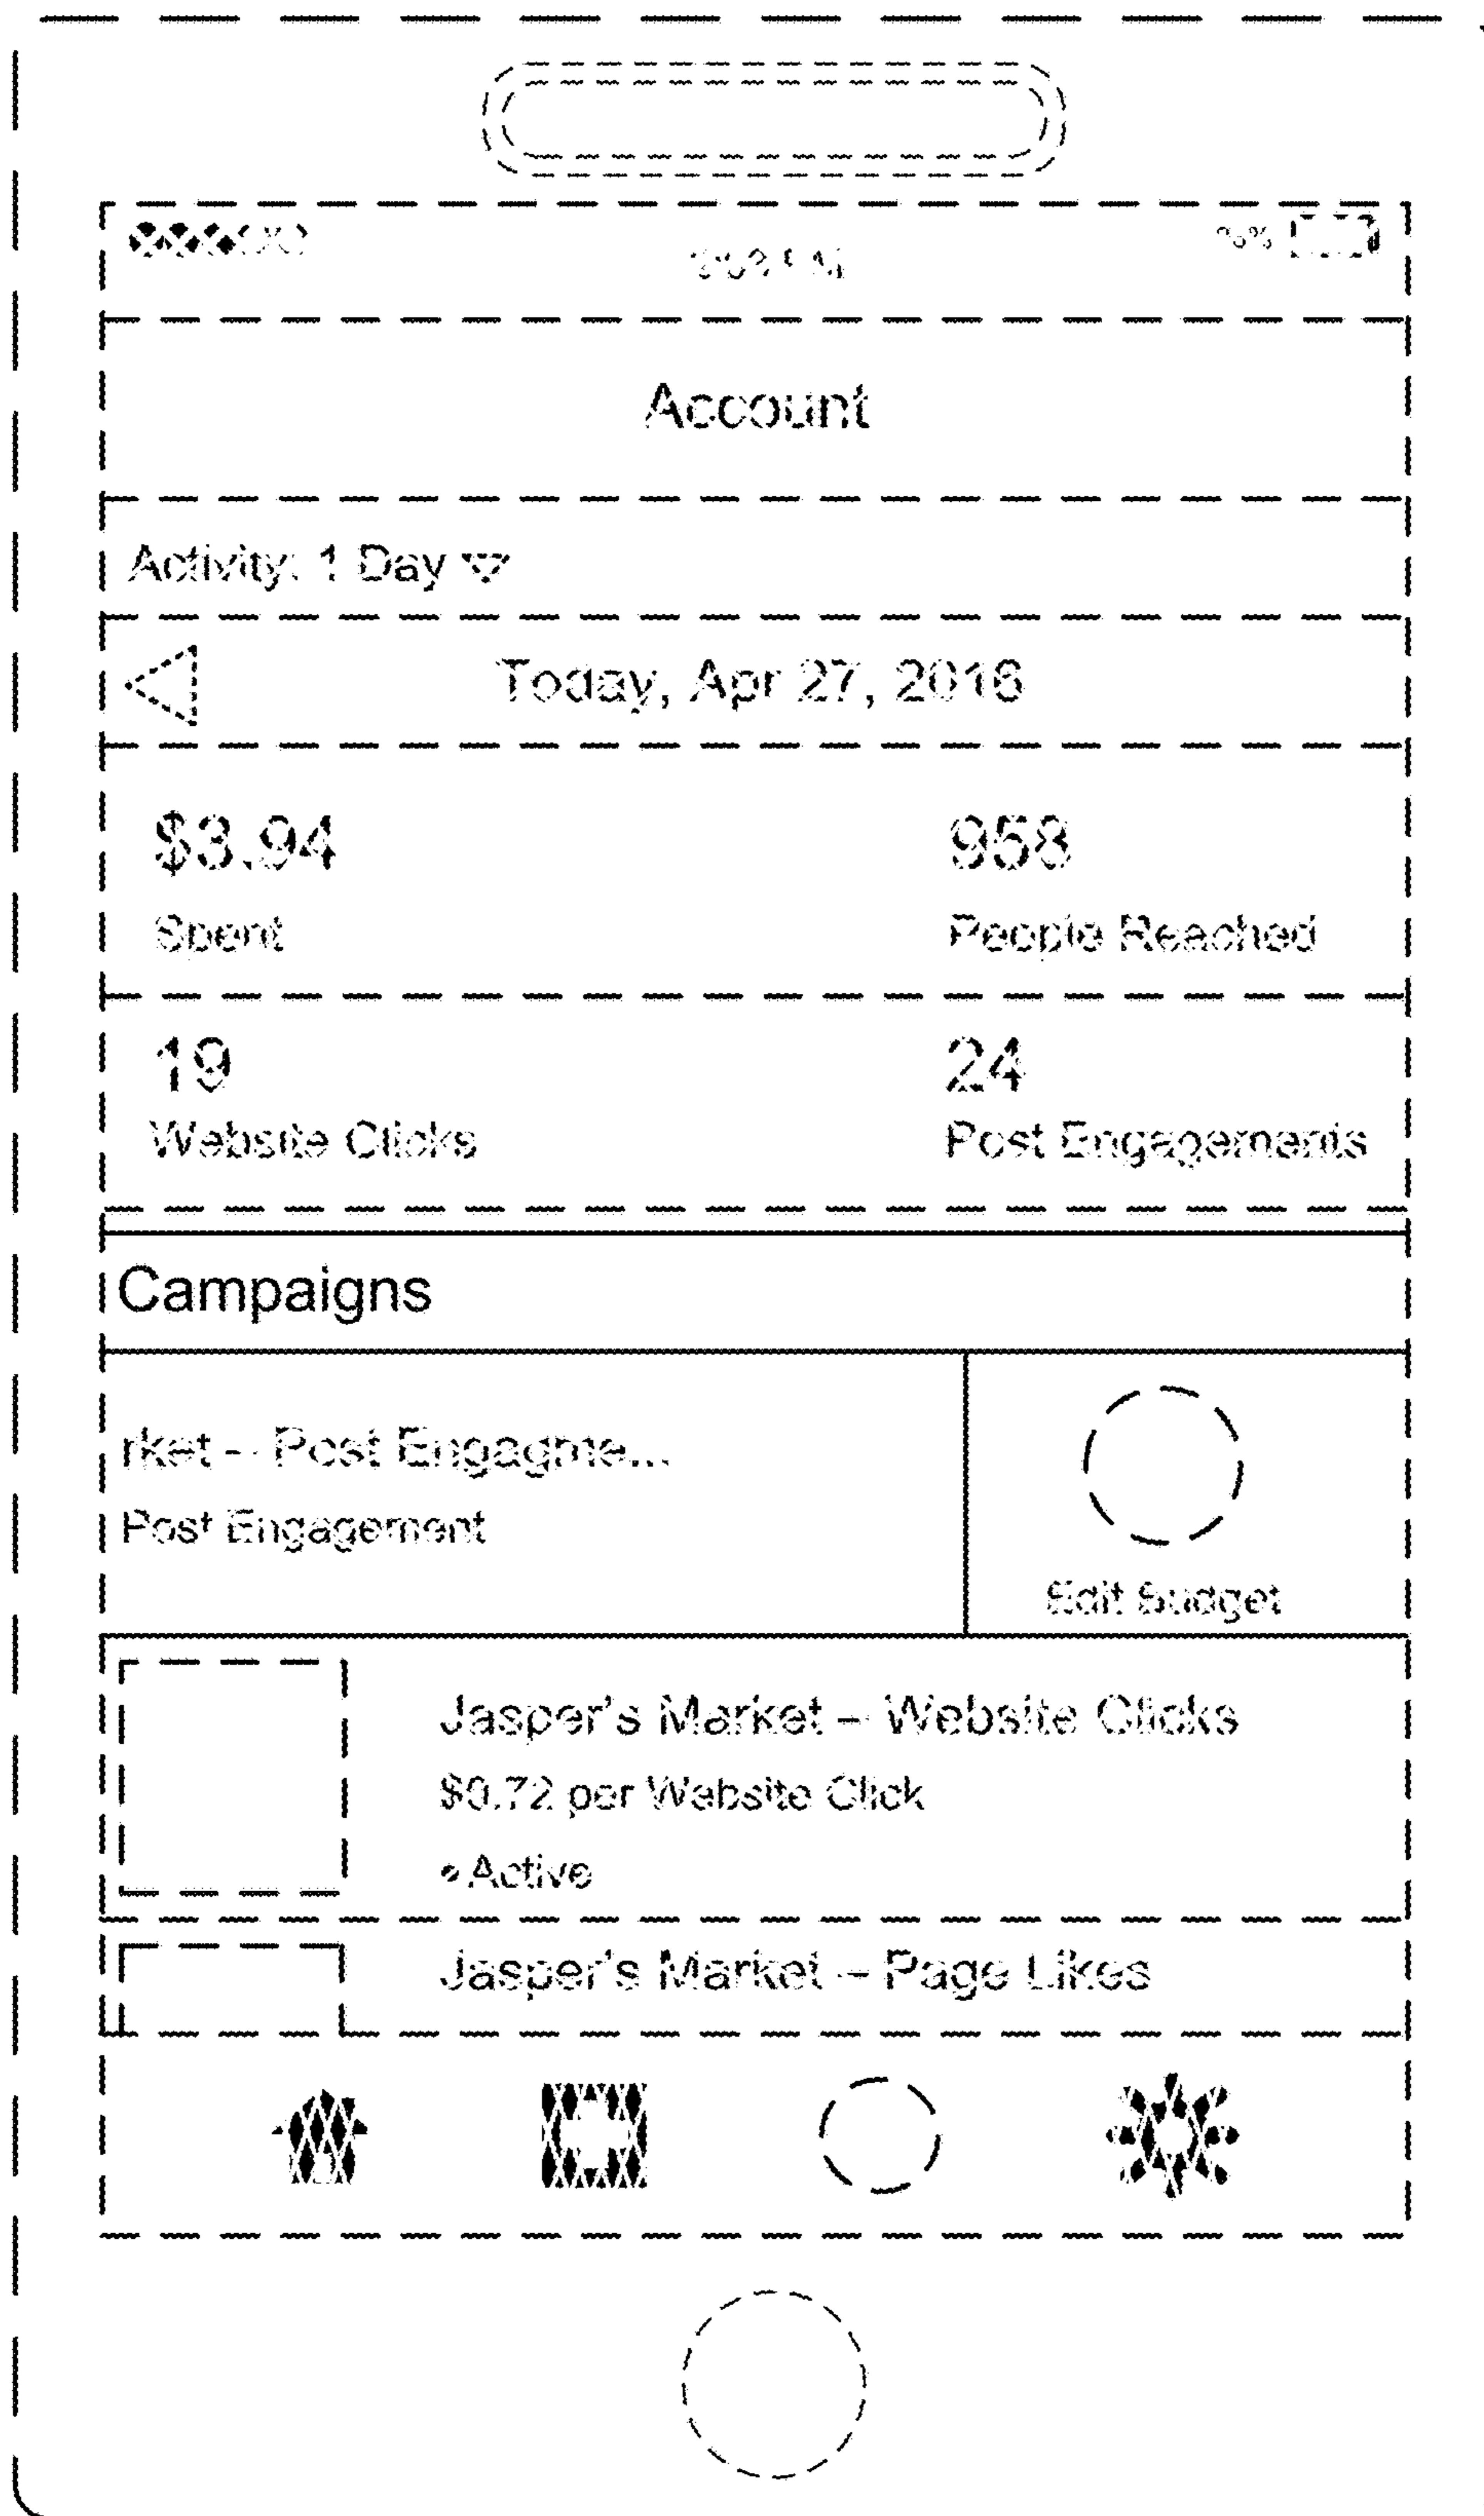 Account
Activity: 1 Day
Today, Apr 27, 2016
$3.94
958
Spent
People Reached
19
24
Website Clicks
Post Engagements
Campaigns
rket – Post Engagme...
Post Engagement
Edit Budget
Jasper's Market – Website Clicks
$0.72 per Website Click
• Active
Jasper's Market – Page Likes